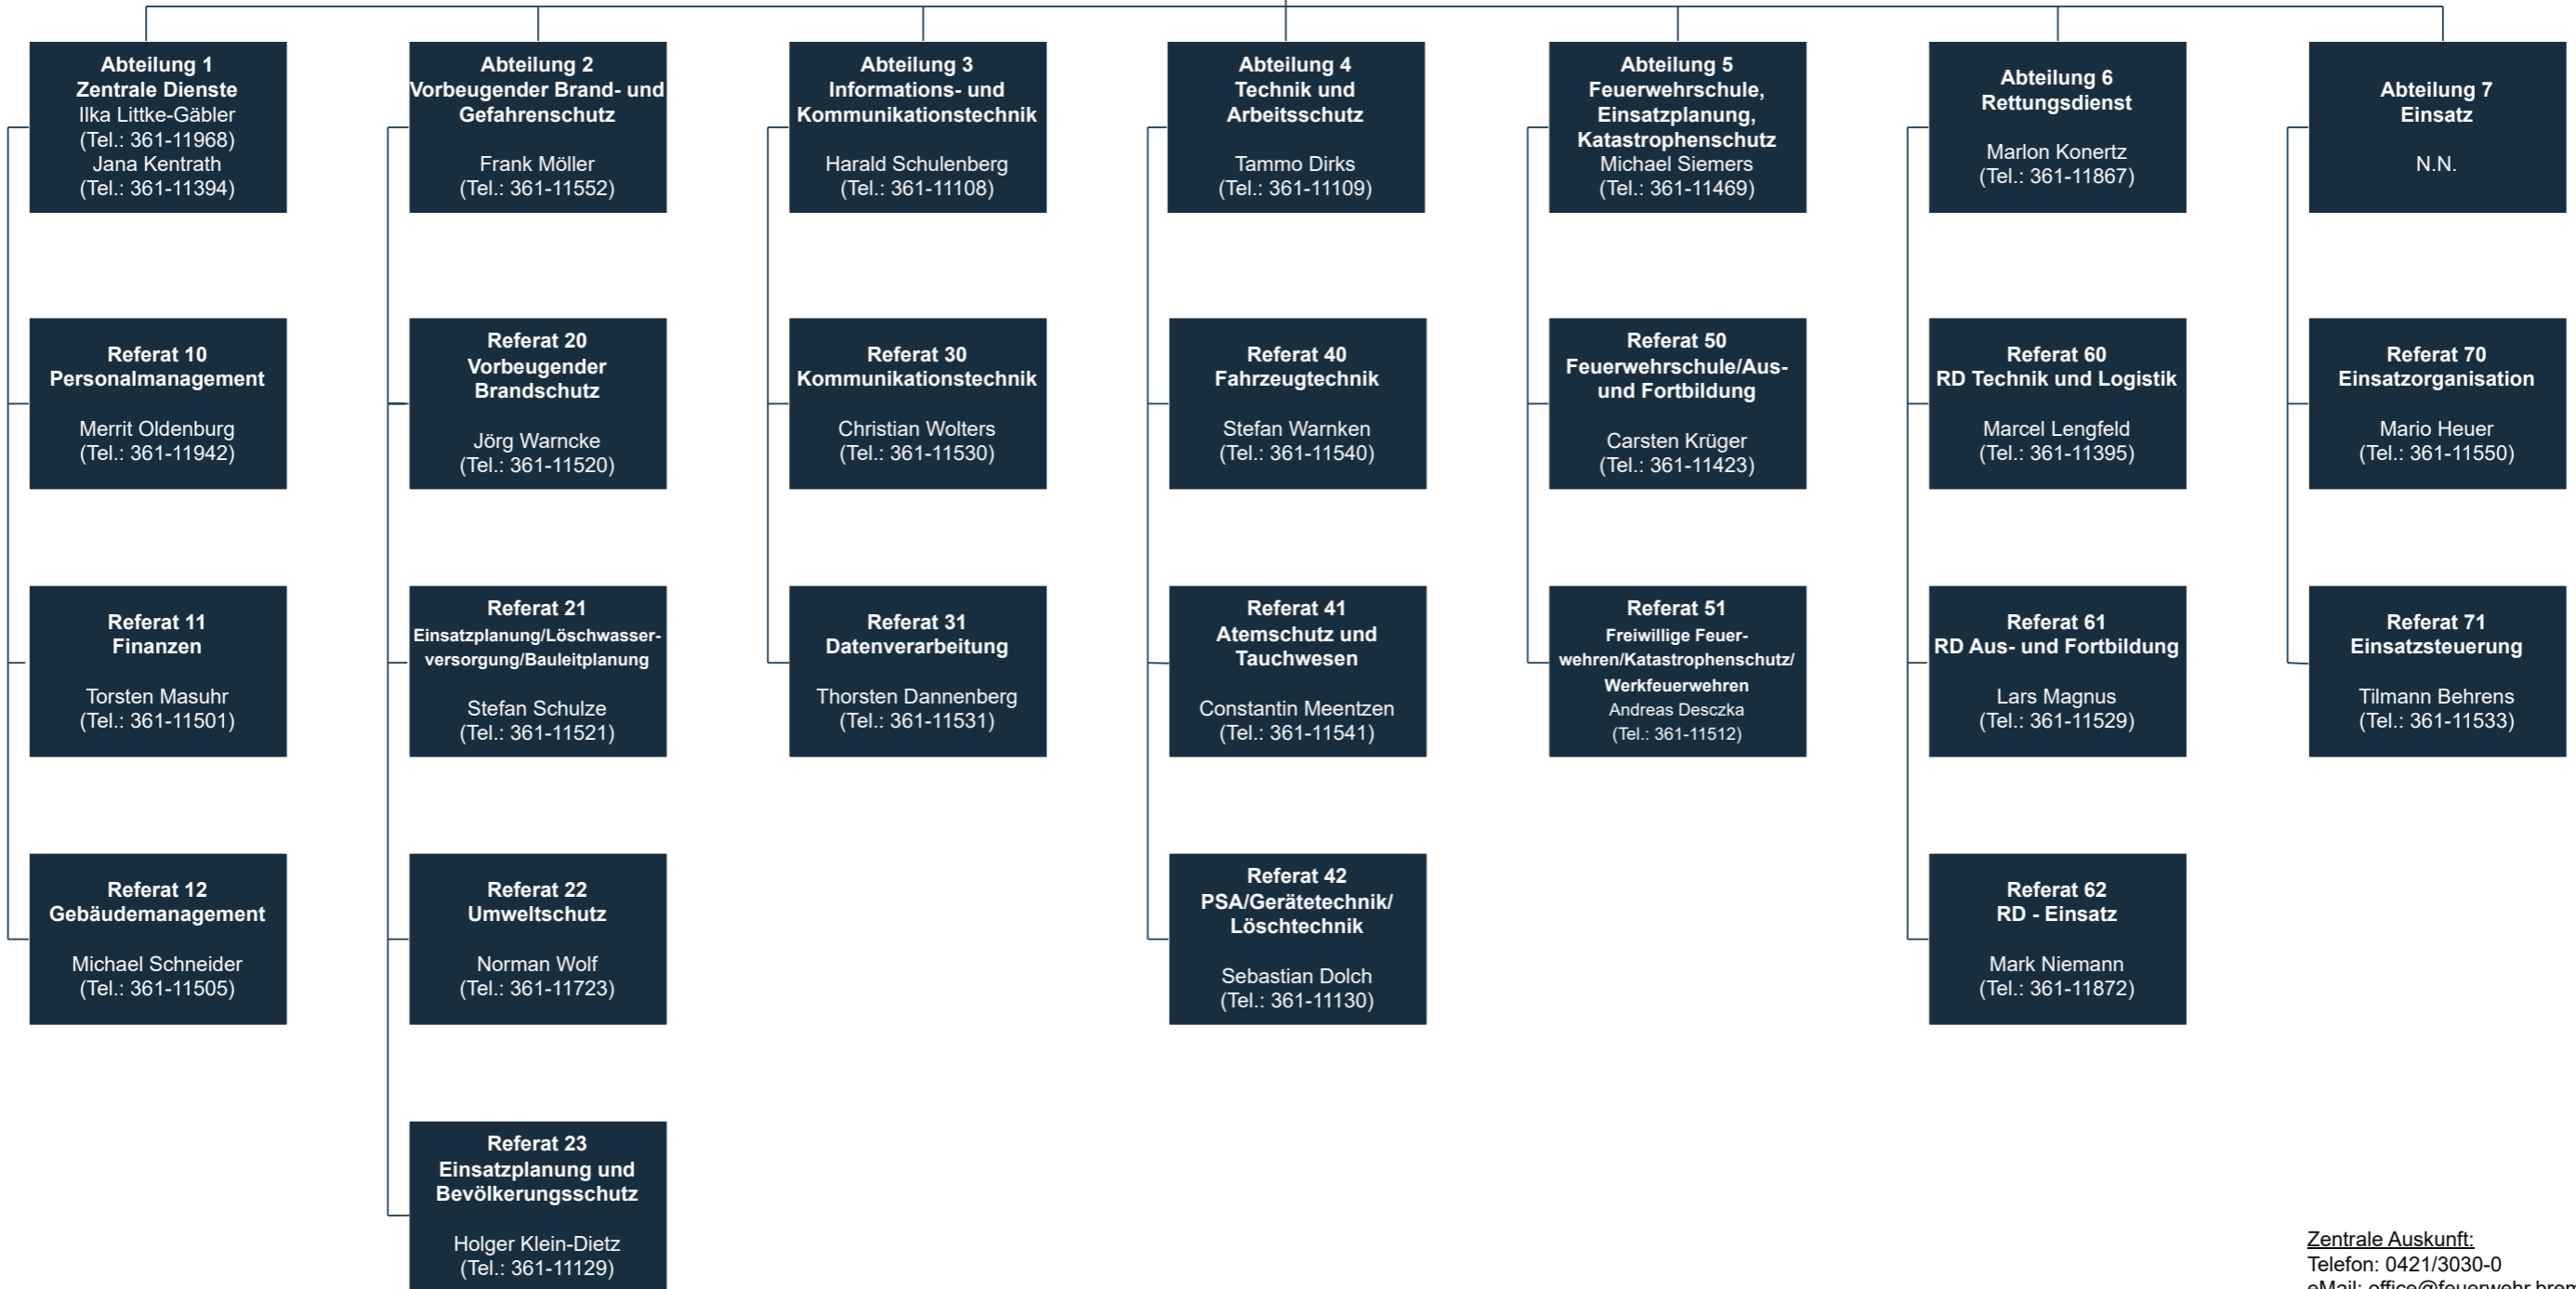 Abteilung 1
Zentrale Dienste
Ilka Littke-Gäbler
(Tel.: 361-11968)
Jana Kentrath
(Tel.: 361-11394)
Abteilung 2
Vorbeugender Brand- und
Gefahrenschutz
Frank Möller
(Tel.: 361-11552)
Abteilung 3
Informations- und
Kommunikationstechnik
Harald Schulenberg
(Tel.: 361-11108)
Abteilung 4
Technik und
Arbeitsschutz
Tammo Dirks
(Tel.: 361-11109)
Abteilung 5
Feuerwehrschule,
Einsatzplanung,
Katastrophenschutz
Michael Siemers
(Tel.: 361-11469)
Abteilung 6
Rettungsdienst
Marlon Konertz
(Tel.: 361-11867)
Abteilung 7
Einsatz
N.N.
Referat 10
Personalmanagement
Merrit Oldenburg
(Tel.: 361-11942)
Referat 20
Vorbeugender
Brandschutz
Jörg Warncke
(Tel.: 361-11520)
Referat 30
Kommunikationstechnik
Christian Wolters
(Tel.: 361-11530)
Referat 40
Fahrzeugtechnik
Stefan Warnken
(Tel.: 361-11540)
Referat 50
Feuerwehrschule/Aus-
und Fortbildung
Carsten Krüger
(Tel.: 361-11423)
Referat 60
RD Technik und Logistik
Marcel Lengfeld
(Tel.: 361-11395)
Referat 70
Einsatzorganisation
Mario Heuer
(Tel.: 361-11550)
Referat 11
Finanzen
Torsten Masuhr
(Tel.: 361-11501)
Referat 21
Einsatzplanung/Löschwasser-
versorgung/Bauleitplanung
Stefan Schulze
(Tel.: 361-11521)
Referat 31
Datenverarbeitung
Thorsten Dannenberg
(Tel.: 361-11531)
Referat 41
Atemschutz und
Tauchwesen
Constantin Meentzen
(Tel.: 361-11541)
Referat 51
Freiwillige Feuer-
wehren/Katastrophenschutz/
Werkfeuerwehren
Andreas Desczka
(Tel.: 361-11512)
Referat 61
RD Aus- und Fortbildung
Lars Magnus
(Tel.: 361-11529)
Referat 71
Einsatzsteuerung
Tilmann Behrens
(Tel.: 361-11533)
Referat 12
Gebäudemanagement
Michael Schneider
(Tel.: 361-11505)
Referat 22
Umweltschutz
Norman Wolf
(Tel.: 361-11723)
Referat 42
PSA/Gerätetechnik/
Löschtechnik
Sebastian Dolch
(Tel.: 361-11130)
Referat 62
RD - Einsatz
Mark Niemann
(Tel.: 361-11872)
Referat 23
Einsatzplanung und
Bevölkerungsschutz
Holger Klein-Dietz
(Tel.: 361-11129)
Zentrale Auskunft:
Telefon: 0421/3030-0
eMail: office@feuerwehr.brem